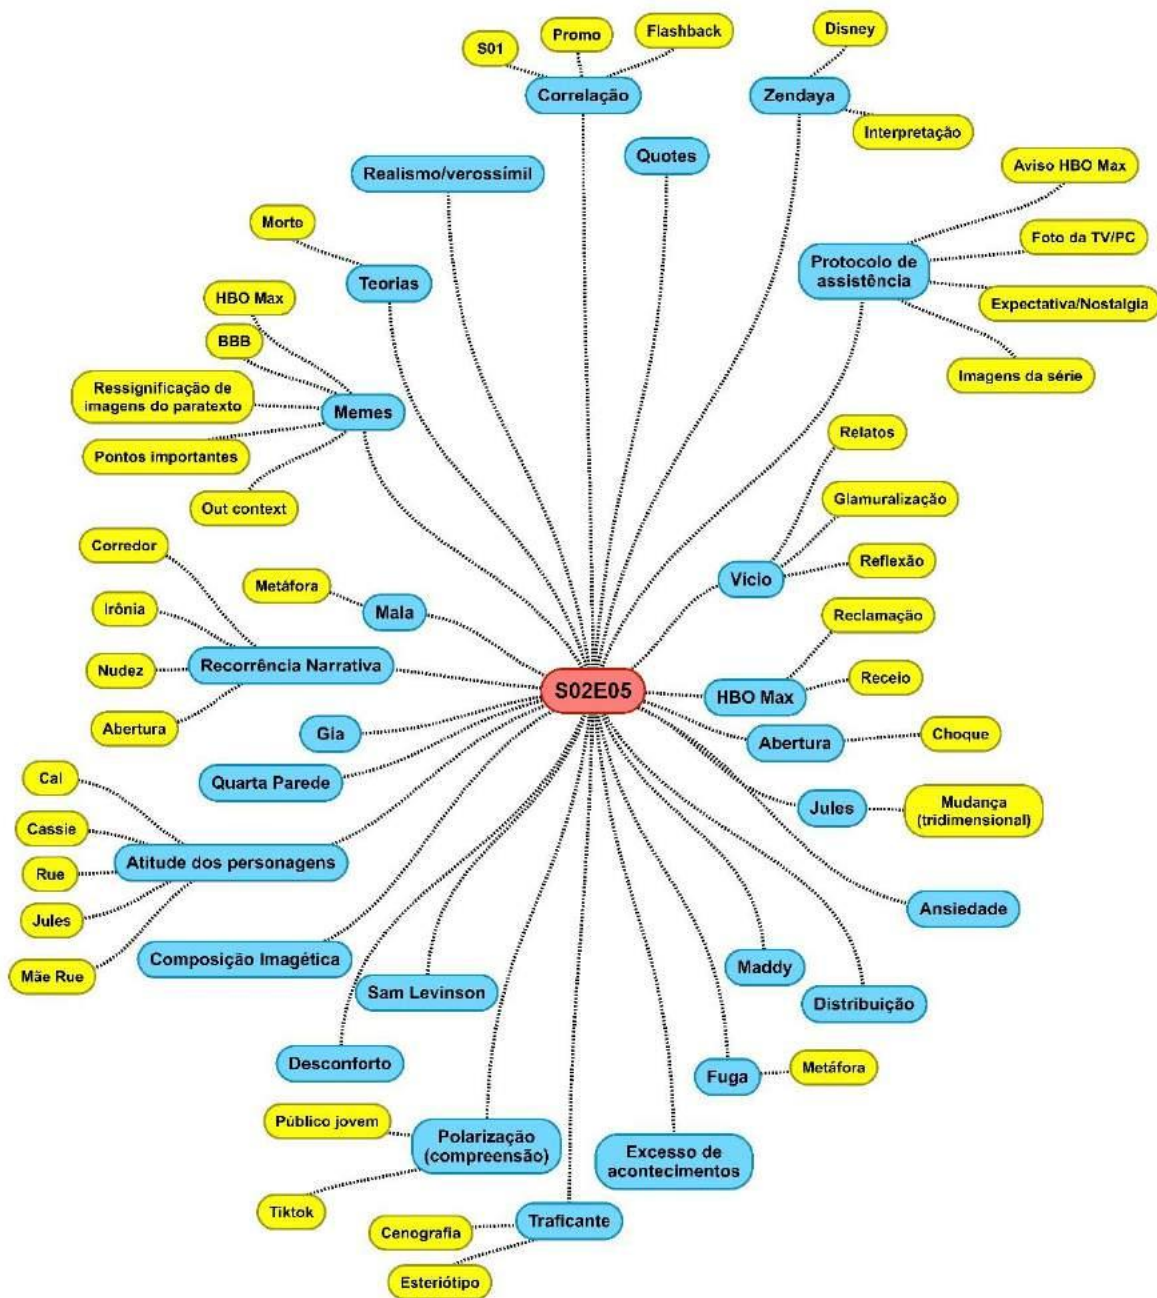 Flashback
Promo
S01
Disney
Correlação
Zendaya
Interpretação
Quotes
Realismo/verossímil
Aviso HBO Max
Morte
Foto da TV/PC
Protocolo de
assistência
Teorias
HBO Max
Expectativa/Nostalgia
BBB
Imagens da série
Ressignificação de
imagens do paratexto
Memes
Relatos
Pontos importantes
Glamuralização
Out context
Corredor
Reflexão
Vício
Metáfora
Mala
Irônia
Reclamação
Recorrência Narrativa
Nudez
Receio
S02E05
HBO Max
Abertura
Gia
Abertura
Choque
Cal
Quarta Parede
Jules
Mudança
(tridimensional)
Cassie
Atitude dos personagens
Rue
Ansiedade
Jules
Composição Imagética
Maddy
Mãe Rue
Sam Levinson
Distribuição
Desconforto
Fuga
Metáfora
Público jovem
Polarização
(compreensão)
Excesso de
acontecimentos
Tiktok
Traficante
Cenografia
Esteriótipo